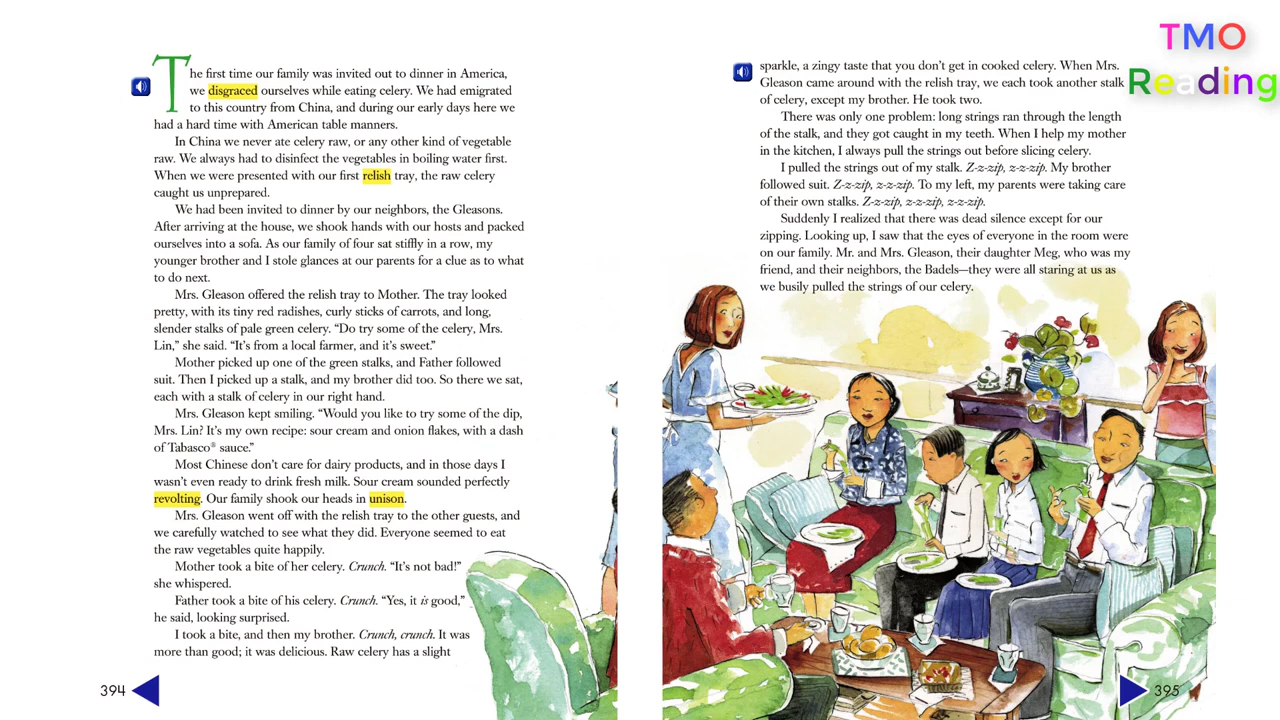 TMO
Reading
The first time our family was invited out to dinner in America,
we disgraced ourselves while eating celery. We had emigrated
to this country from China, and during our early days here we
had a hard time with American table manners.
In China we never ate celery raw, or any other kind of vegetable
raw. We always had to disinfect the vegetables in boiling water first.
When we were presented with our first relish tray, the raw celery
caught us unprepared.
We had been invited to dinner by our neighbors, the Gleasons.
After arriving at the house, we shook hands with our hosts and packed
ourselves into a sofa. As our family of four sat stiffly in a row, my
younger brother and I stole glances at our parents for a clue as to what
to do next.
Mrs. Gleason offered the relish tray to Mother. The tray looked
pretty, with its tiny red radishes, curly sticks of carrots, and long,
slender stalks of pale green celery. “Do try some of the celery, Mrs.
Lin,” she said. “It’s from a local farmer, and it’s sweet.”
Mother picked up one of the green stalks, and Father followed
suit. Then I picked up a stalk, and my brother did too. So there we sat,
each with a stalk of celery in our right hand.
Mrs. Gleason kept smiling. “Would you like to try some of the dip,
Mrs. Lin? It’s my own recipe: sour cream and onion flakes, with a dash
of Tabasco® sauce.”
Most Chinese don’t care for dairy products, and in those days I
wasn’t even ready to drink fresh milk. Sour cream sounded perfectly
revolting. Our family shook our heads in unison.
Mrs. Gleason went off with the relish tray to the other guests, and
we carefully watched to see what they did. Everyone seemed to eat
the raw vegetables quite happily.
Mother took a bite of her celery. Crunch. “It’s not bad!”
she whispered.
Father took a bite of his celery. Crunch. “Yes, it is good,”
he said, looking surprised.
I took a bite, and then my brother. Crunch, crunch. It was
more than good; it was delicious. Raw celery has a slight
394
sparkle, a zingy taste that you don’t get in cooked celery. When Mrs.
Gleason came around with the relish tray, we each took another stalk
of celery, except my brother. He took two.
There was only one problem: long strings ran through the length
of the stalk, and they got caught in my teeth. When I help my mother
in the kitchen, I always pull the strings out before slicing celery.
I pulled the strings out of my stalk. Z-z-zip, z-z-zip. My brother
followed suit. Z-z-zip, z-z-zip. To my left, my parents were taking care
of their own stalks. Z-z-zip, z-z-zip, z-z-zip.
Suddenly I realized that there was dead silence except for our
zipping. Looking up, I saw that the eyes of everyone in the room were
on our family. Mr. and Mrs. Gleason, their daughter Meg, who was my
friend, and their neighbors, the Badels—they were all staring at us as
we busily pulled the strings of our celery.
395